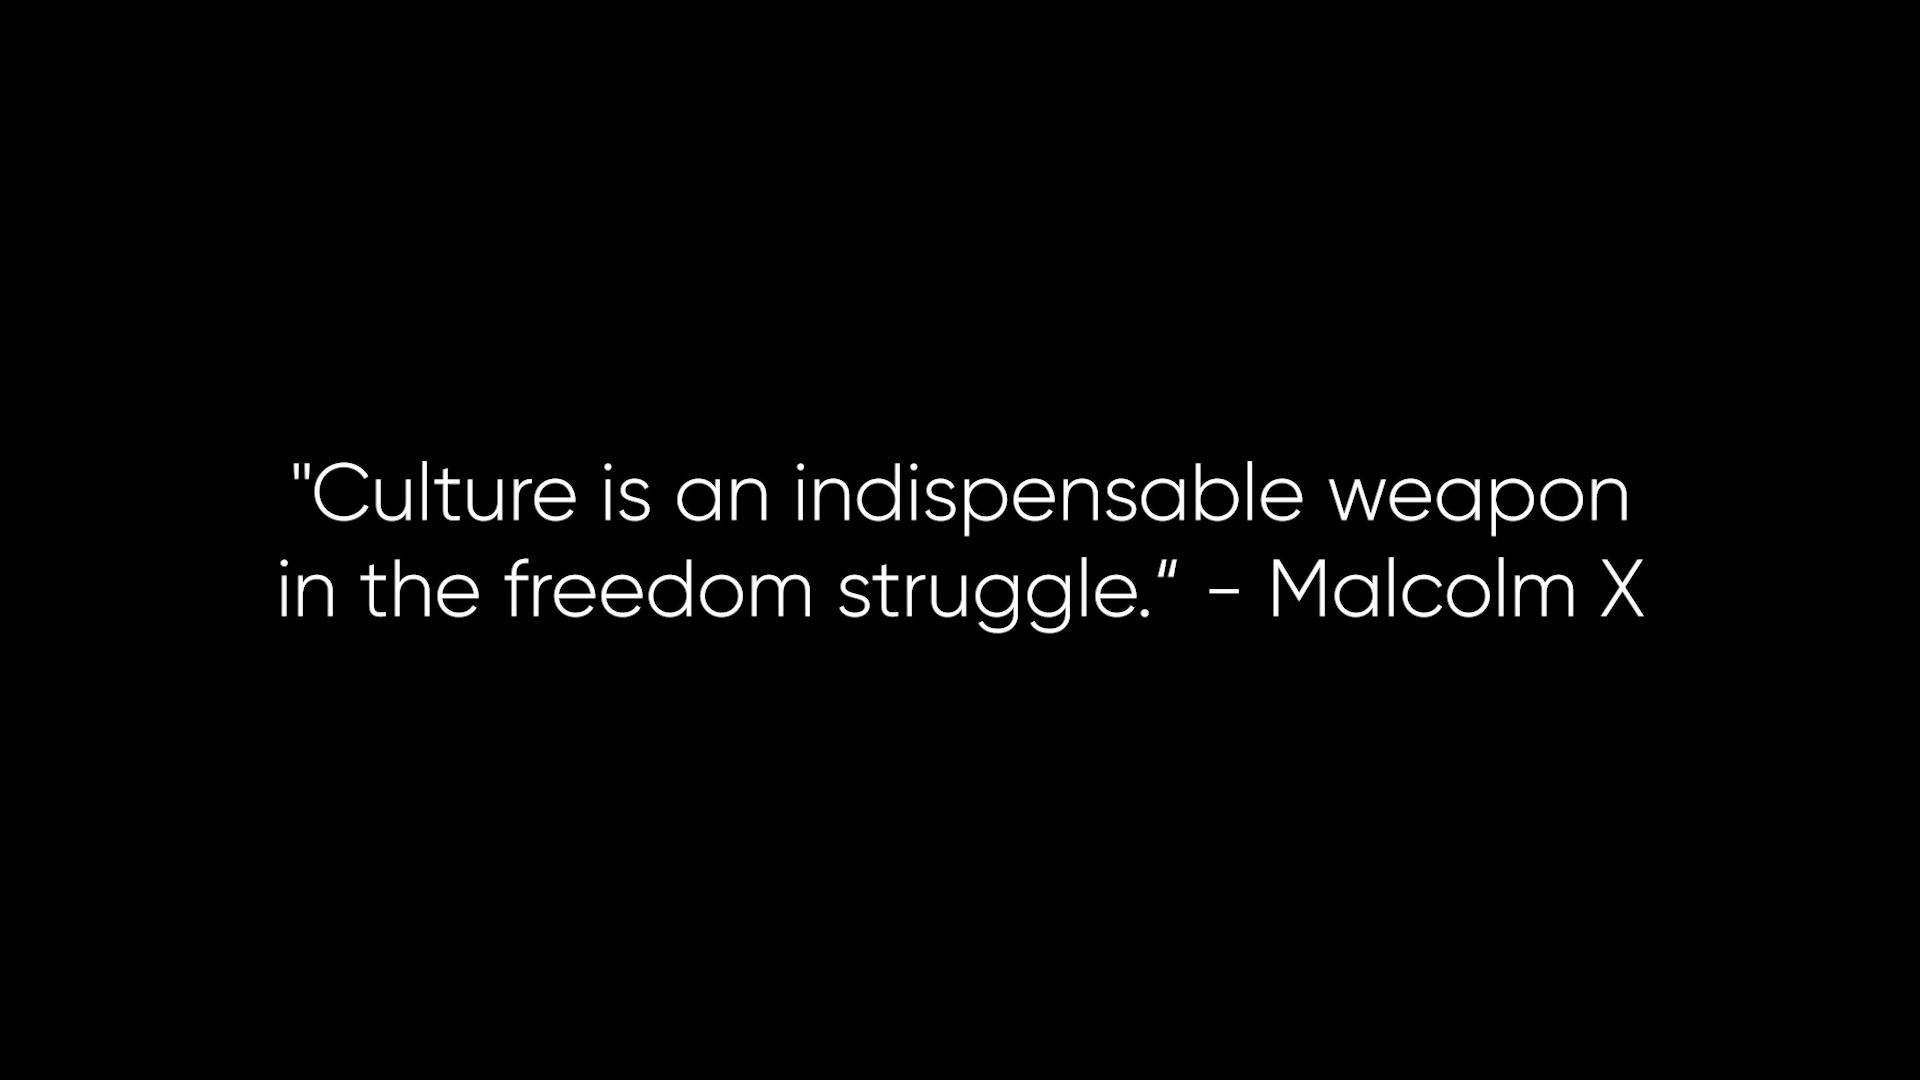 "Culture is an indispensable weapon
in the freedom struggle.“ - Malcolm X